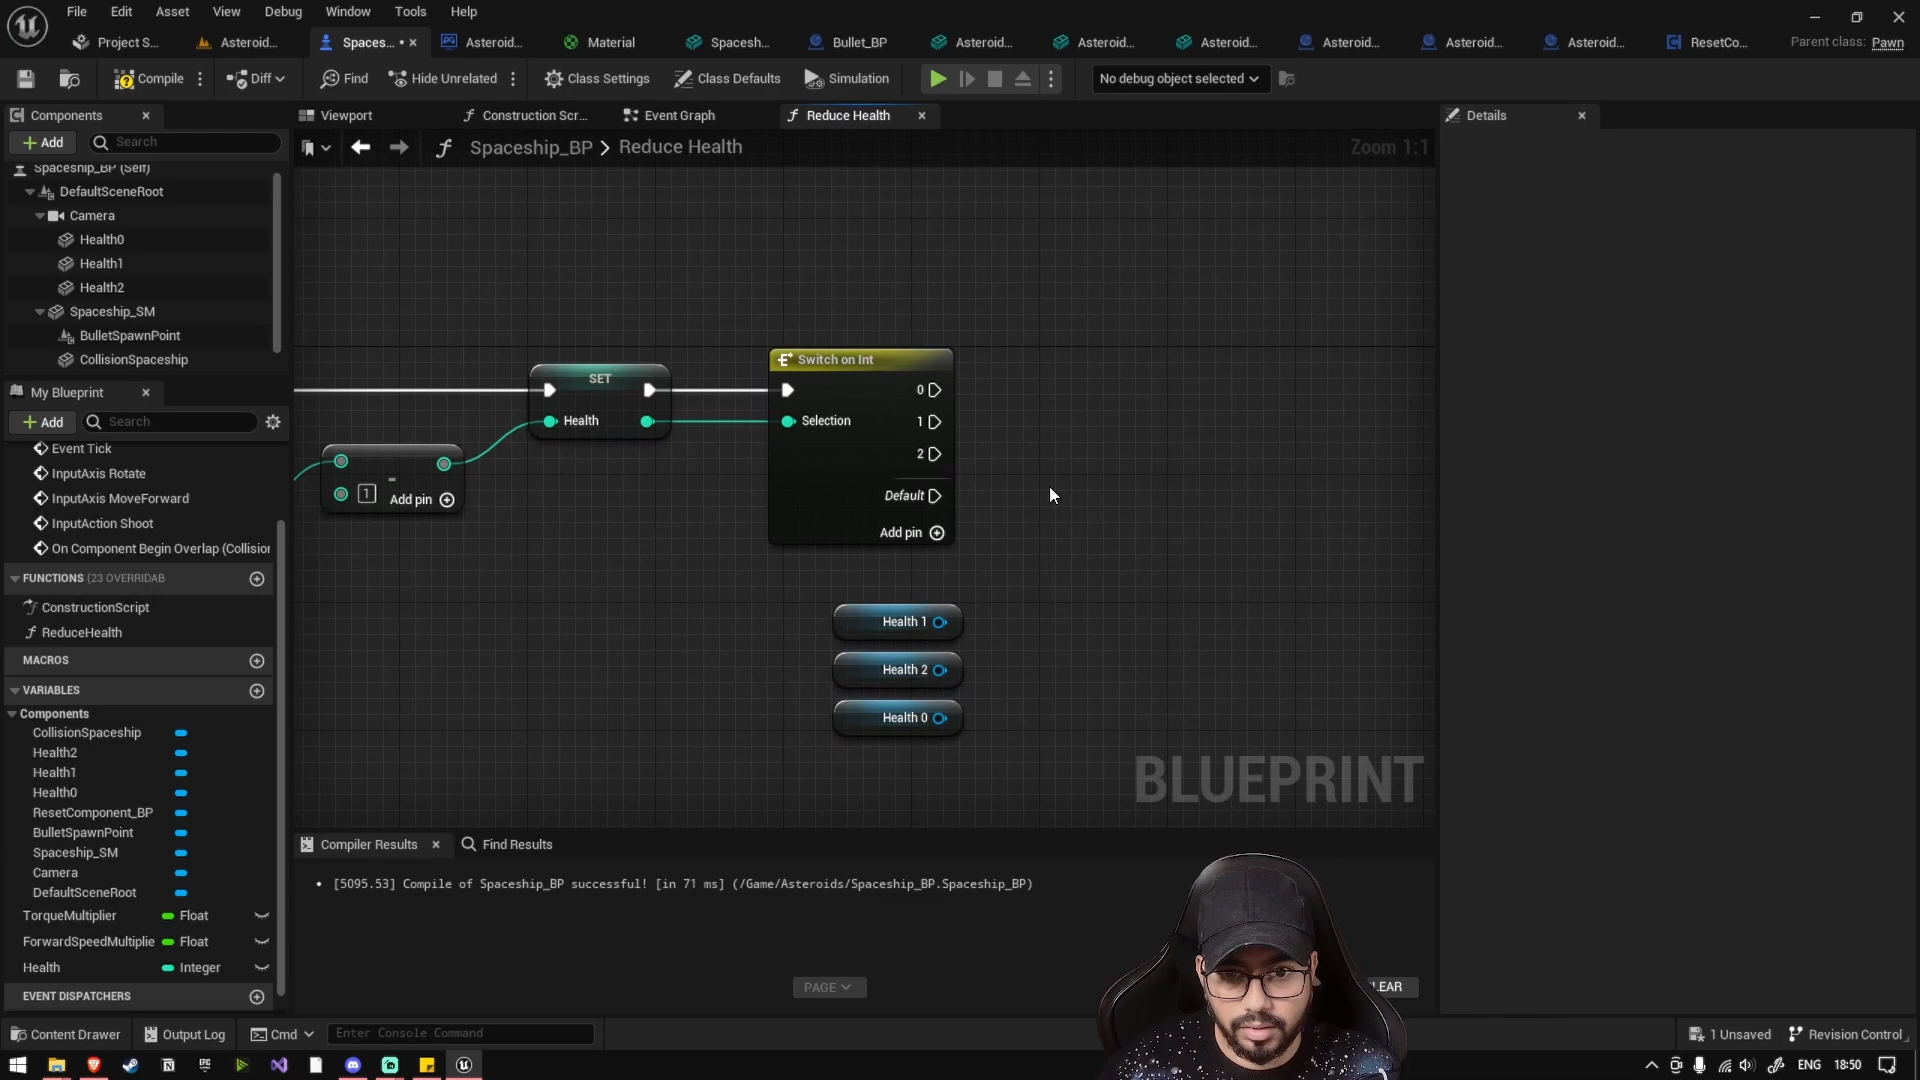 File Edit Asset View Debug Window Tools Help
Project S... Asteroid... Spaces... • Asteroid... Material Spacesh... Bullet_BP Asteroid... Asteroid... Asteroid... Asteroid... Asteroid... Asteroid... ResetCo... Parent class: Pawn
Compile Diff Find Hide Unrelated Class Settings Class Defaults Simulation No debug object selected
Components
Add Search
Spaceship_BP (Self)
DefaultSceneRoot
Camera
Health0
Health1
Health2
Spaceship_SM
BulletSpawnPoint
CollisionSpaceship
My Blueprint
Add Search
Event Tick
InputAxis Rotate
InputAxis MoveForward
InputAction Shoot
On Component Begin Overlap (Collision
FUNCTIONS (23 OVERRIDAB
ConstructionScript
ReduceHealth
MACROS
VARIABLES
Components
CollisionSpaceship
Health2
Health1
Health0
ResetComponent_BP
BulletSpawnPoint
Spaceship_SM
Camera
DefaultSceneRoot
TorqueMultiplier Float
ForwardSpeedMultiplie Float
Health Integer
EVENT DISPATCHERS
Viewport Construction Scr... Event Graph Reduce Health
Spaceship_BP > Reduce Health Zoom 1:1
SET
Health
1
-
Add pin
Switch on Int
0
Selection 1
2
Default
Add pin
Health 1
Health 2
Health 0
BLUEPRINT
Compiler Results Find Results
• [5095.53] Compile of Spaceship_BP successful! [in 71 ms] (/Game/Asteroids/Spaceship_BP.Spaceship_BP)
PAGE LEAR
Details
Content Drawer Output Log Cmd Enter Console Command 1 Unsaved Revision Control
EPIC ENG 18:50